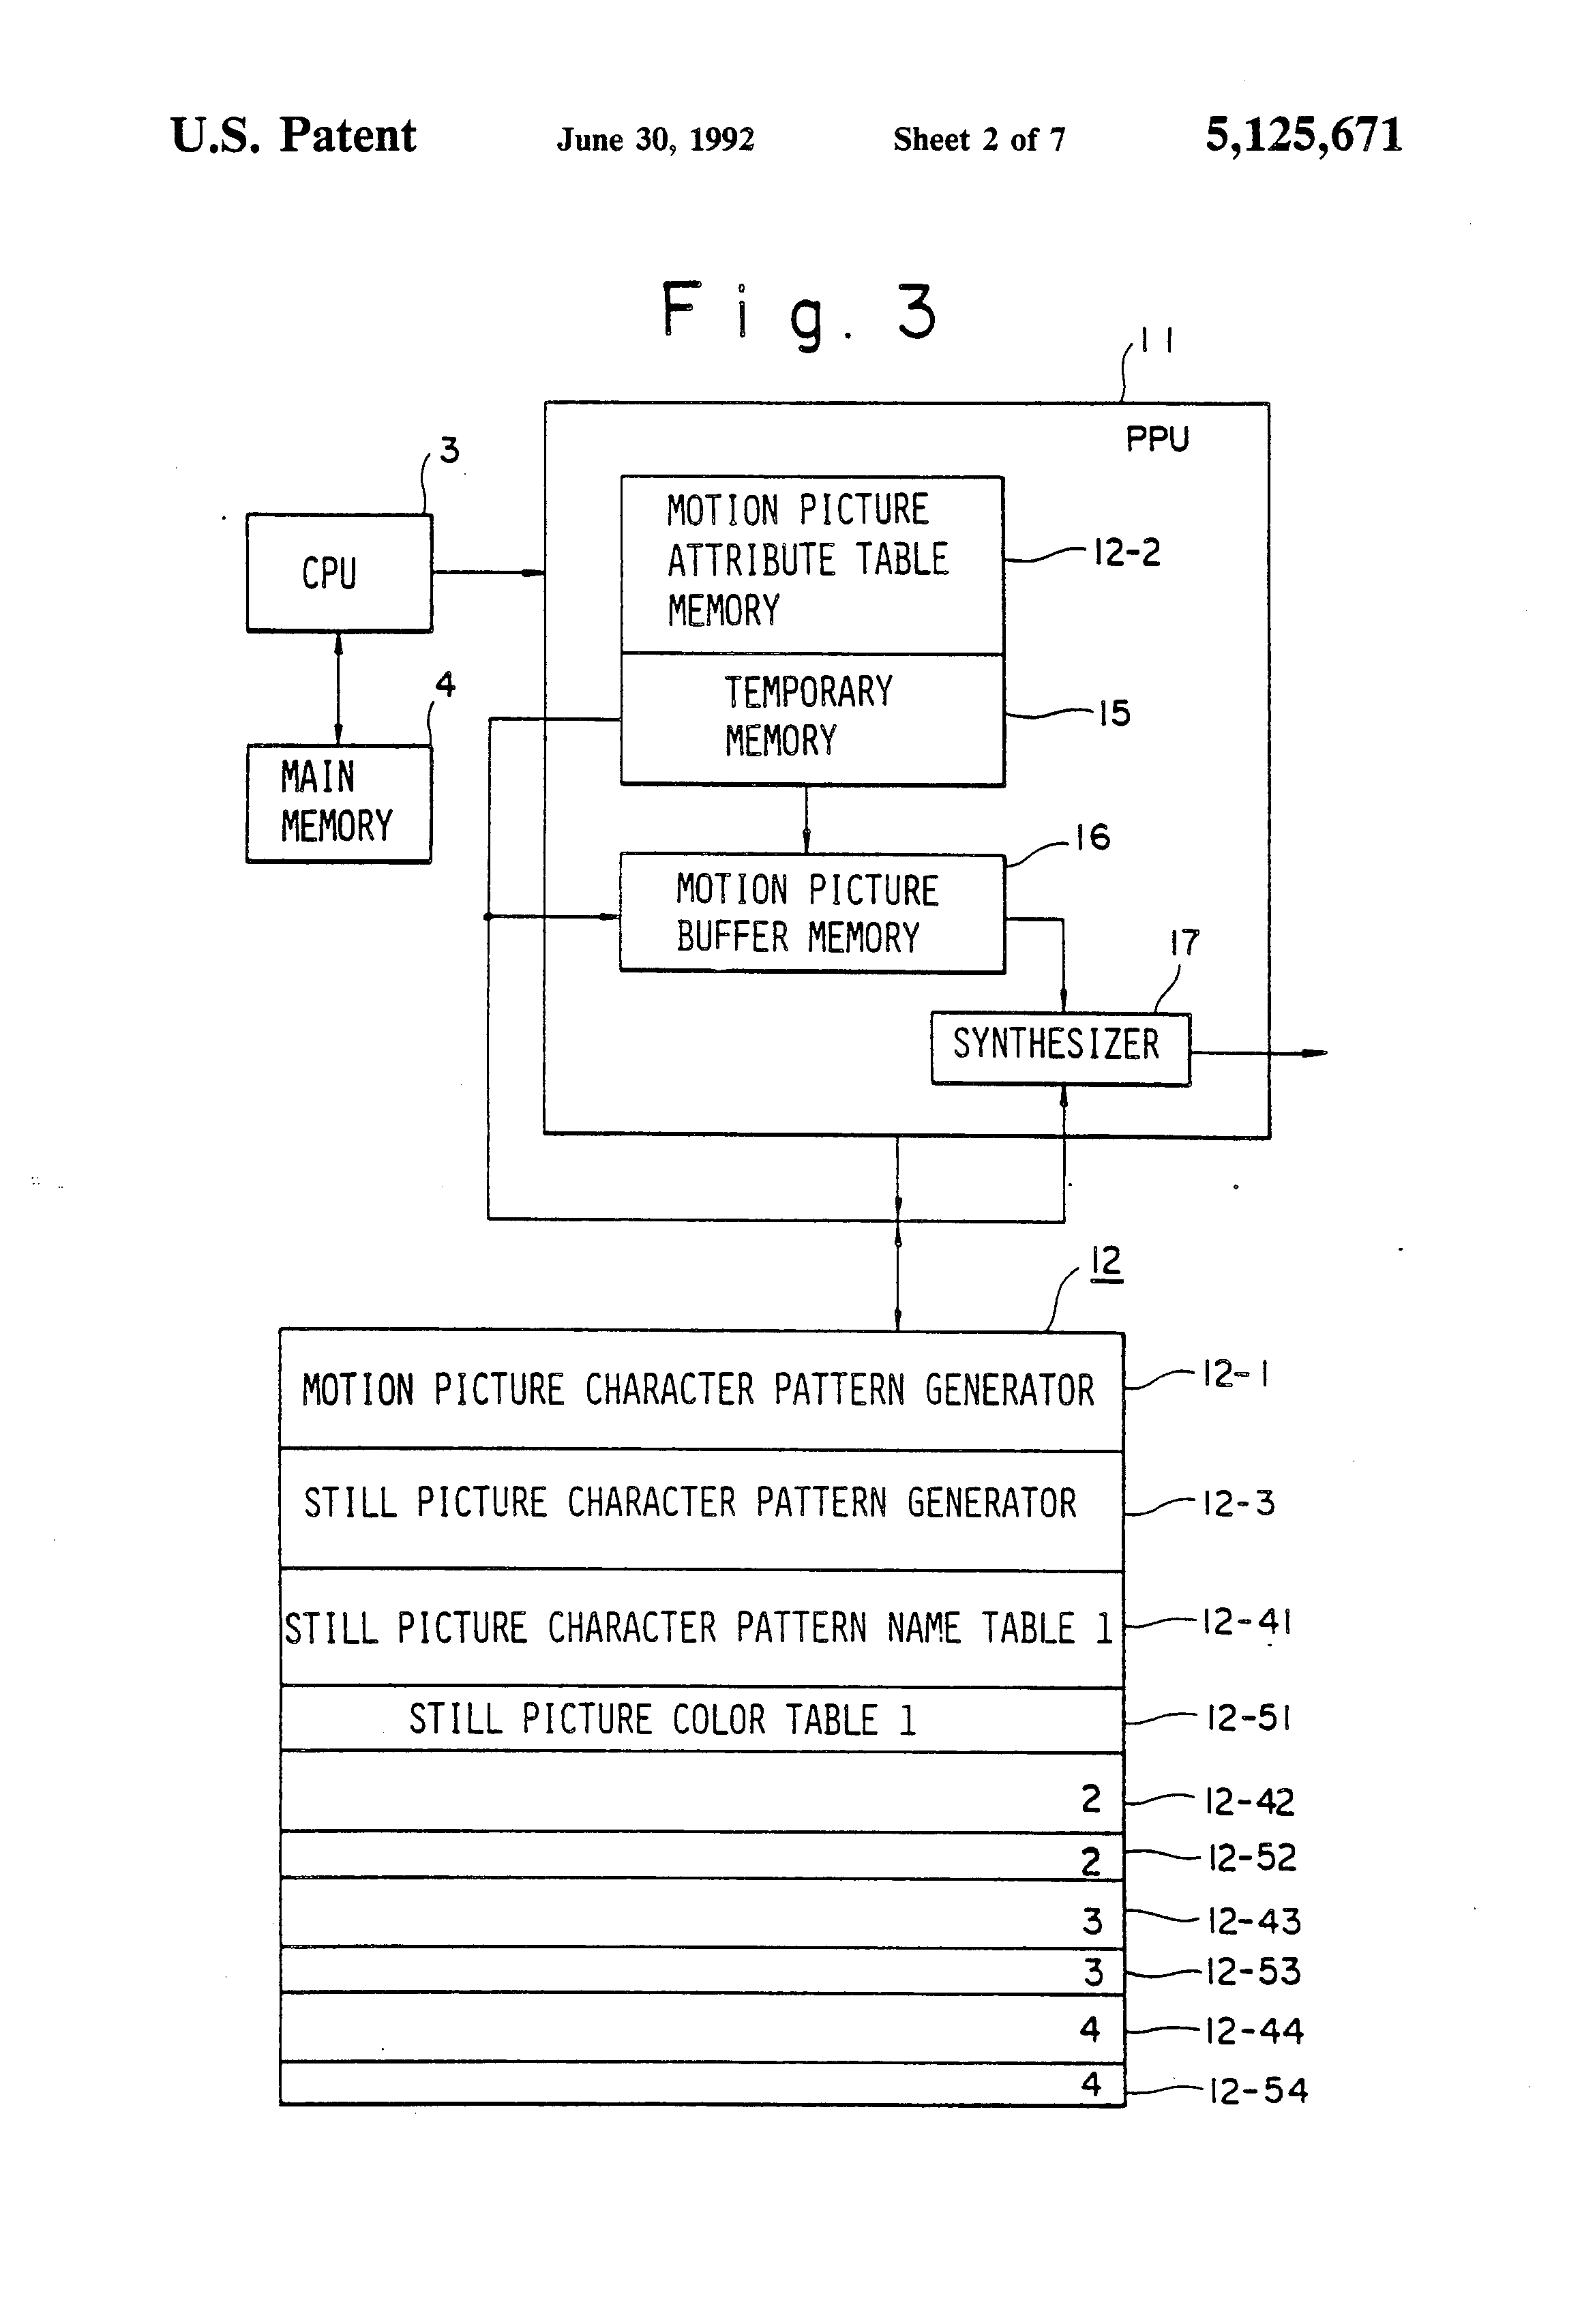 U.S. Patent June 30, 1992 Sheet 2 of 7 5,125,671
Fig. 3
11
PPU
3
CPU
MOTION PICTURE
ATTRIBUTE TABLE
MEMORY
12-2
4
MAIN
MEMORY
TEMPORARY
MEMORY
15
16
MOTION PICTURE
BUFFER MEMORY
17
SYNTHESIZER
12
MOTION PICTURE CHARACTER PATTERN GENERATOR 12-1
STILL PICTURE CHARACTER PATTERN GENERATOR 12-3
STILL PICTURE CHARACTER PATTERN NAME TABLE 1 12-41
STILL PICTURE COLOR TABLE 1 12-51
2 12-42
2 12-52
3 12-43
3 12-53
4 12-44
4 12-54